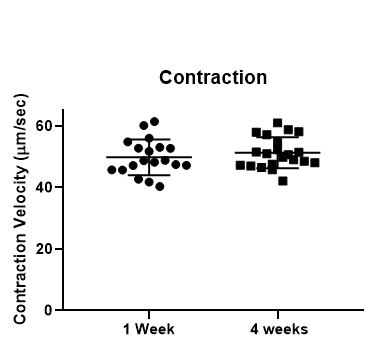 Contraction
Contraction Velocity (μm/sec)
60
40
20
0
1 Week
4 weeks